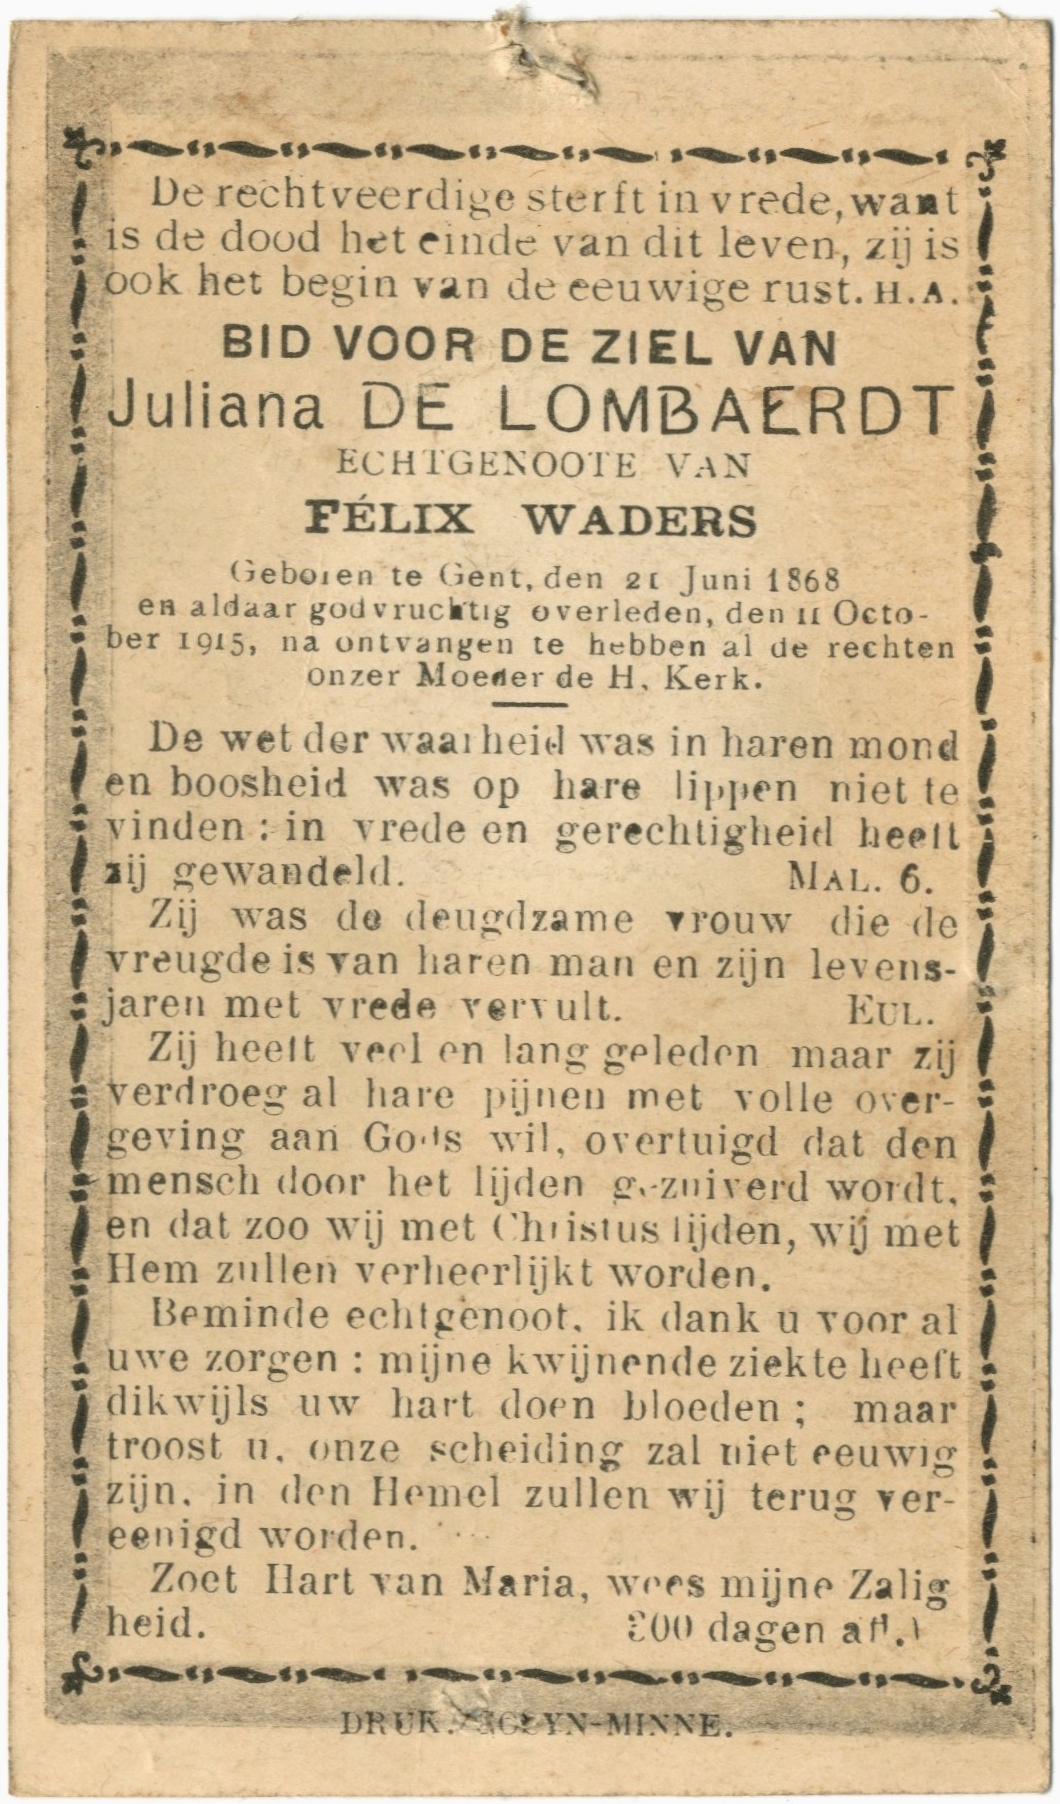 De rechtveerdige sterft in vrede, want
is de dood het einde van dit leven, zij is
ook het begin van de eeuwige rust. H.A.
BID VOOR DE ZIEL VAN
Juliana DE LOMBAERDT
ECHTGENOOTE VAN
FÉLIX WADERS
Geboren te Gent, den 21 Juni 1868
en aldaar godvruchtig overleden, den 11 Octo-
ber 1915, na ontvangen te hebben al de rechten
onzer Moeder de H. Kerk.
De wet der waarheid was in haren mond
en boosheid was op hare lippen niet te
vinden : in vrede en gerechtigheid heeft
zij gewandeld. MAL. 6.
Zij was de deugdzame vrouw die de
vreugde is van haren man en zijn levens-
jaren met vrede vervult. EUL.
Zij heeft veel en lang geleden maar zij
verdroeg al hare pijnen met volle over-
geving aan Gods wil, overtuigd dat den
mensch door het lijden gezuiverd wordt,
en dat zoo wij met Christus lijden, wij met
Hem zullen verheerlijkt worden.
Beminde echtgenoot, ik dank u voor al
uwe zorgen : mijne kwijnende ziekte heeft
dikwijls uw hart doen bloeden ; maar
troost u, onze scheiding zal niet eeuwig
zijn, in den Hemel zullen wij terug ver-
eenigd worden.
Zoet Hart van Maria, wees mijne Zalig
heid. 300 dagen afl.)
DRUK. -MINNE.